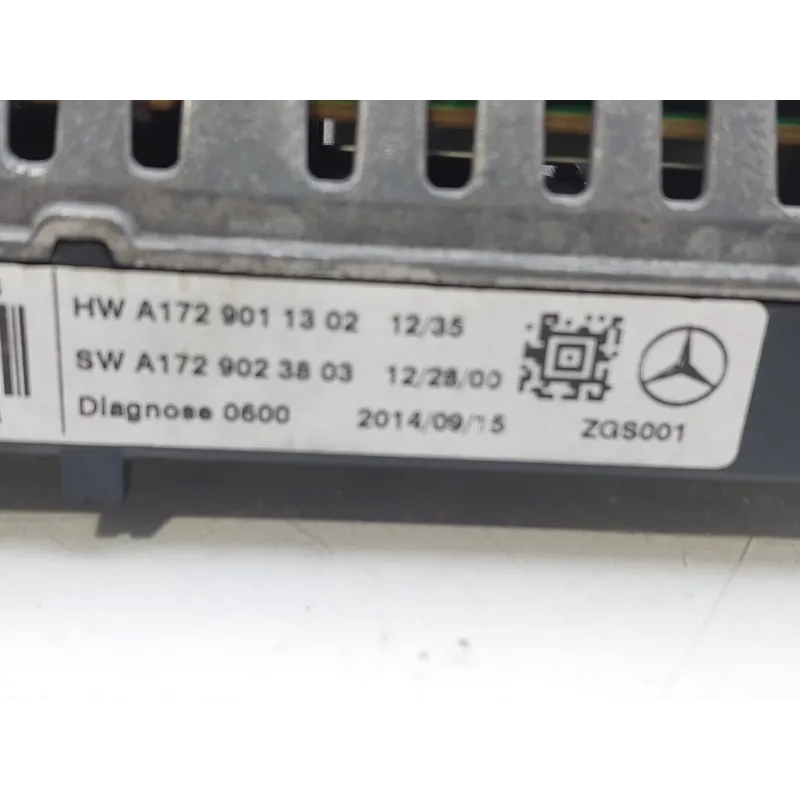 HW A172 901 13 02 12/35
SW A172 902 38 03 12/28/00
Diagnose 0600 2014/09/15
ZGS001